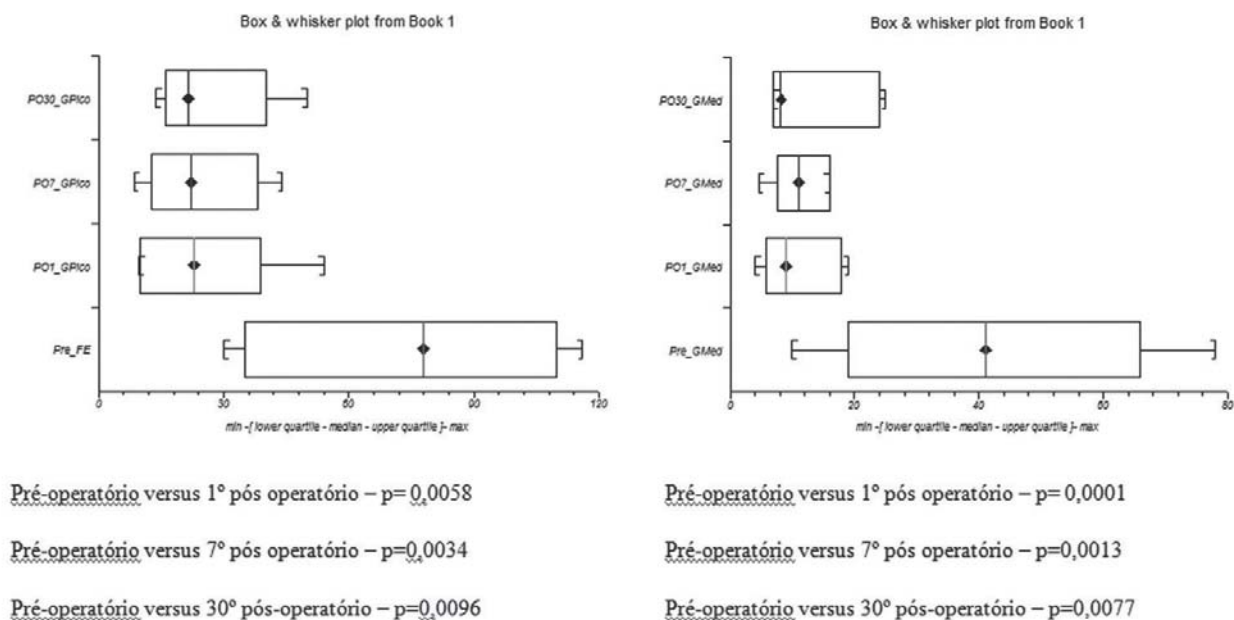 Box & whisker plot from Book 1
PO30_GPico
PO7_GPico
PO1_GPico
Pre_FE
0 30 60 90 120
min -[ lower quartile - median - upper quartile ]- max
Pré-operatório versus 1º pós operatório – p= 0,0058
Pré-operatório versus 7º pós operatório – p=0,0034
Pré-operatório versus 30º pós-operatório – p=0,0096
Box & whisker plot from Book 1
PO30_GMed
PO7_GMed
PO1_GMed
Pre_GMed
0 20 40 60 80
min -[ lower quartile - median - upper quartile ]- max
Pré-operatório versus 1º pós operatório – p= 0,0001
Pré-operatório versus 7º pós operatório – p=0,0013
Pré-operatório versus 30º pós-operatório – p=0,0077